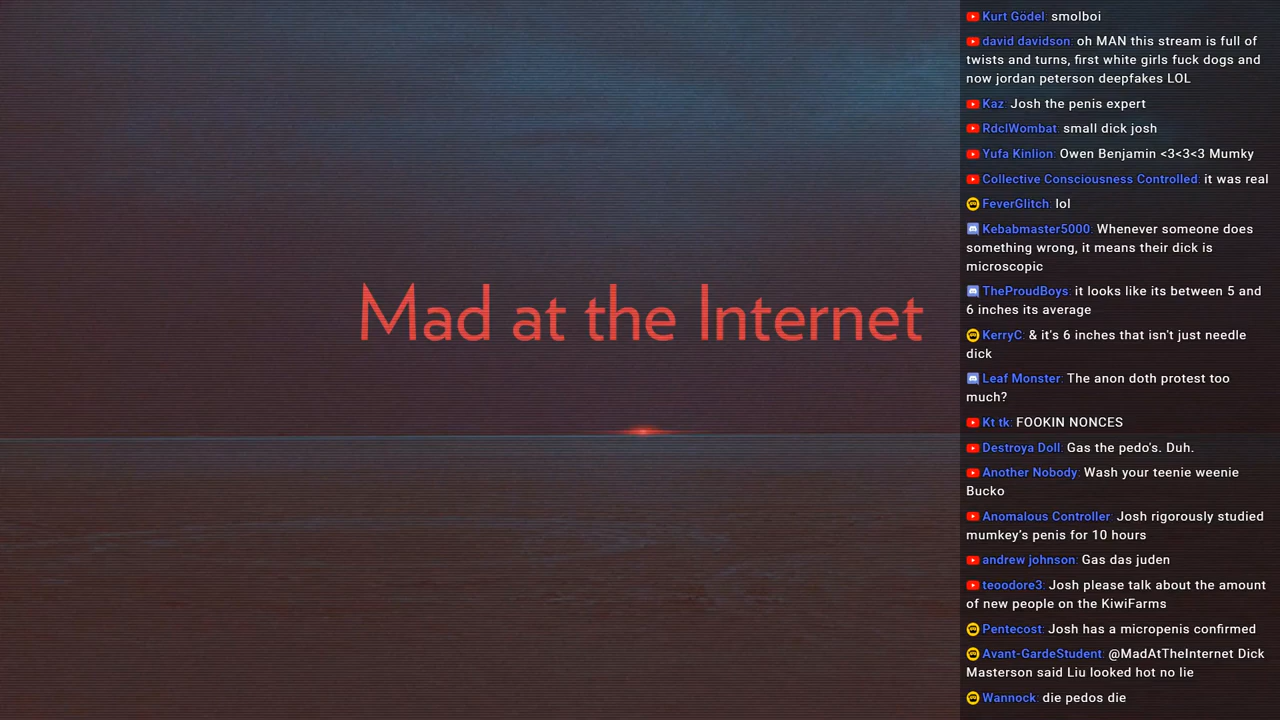 Mad at the Internet
Kurt Gödel: smolboi
david davidson: oh MAN this stream is full of
twists and turns, first white girls fuck dogs and
now jordan peterson deepfakes LOL
Kaz: Josh the penis expert
RdclWombat: small dick josh
Yufa Kinlion: Owen Benjamin <3<3<3 Mumky
Collective Consciousness Controlled: it was real
FeverGlitch: lol
Kebabmaster5000: Whenever someone does
something wrong, it means their dick is
microscopic
TheProudBoys: it looks like its between 5 and
6 inches its average
KerryC: & it's 6 inches that isn't just needle
dick
Leaf Monster: The anon doth protest too
much?
Kt tk: FOOKIN NONCES
Destroya Doll: Gas the pedo's. Duh.
Another Nobody: Wash your teenie weenie
Bucko
Anomalous Controller: Josh rigorously studied
mumkey's penis for 10 hours
andrew johnson: Gas das juden
teoodore3: Josh please talk about the amount
of new people on the KiwiFarms
Pentecost: Josh has a micropenis confirmed
Avant-GardeStudent: @MadAtTheInternet Dick
Masterson said Liu looked hot no lie
Wannock: die pedos die